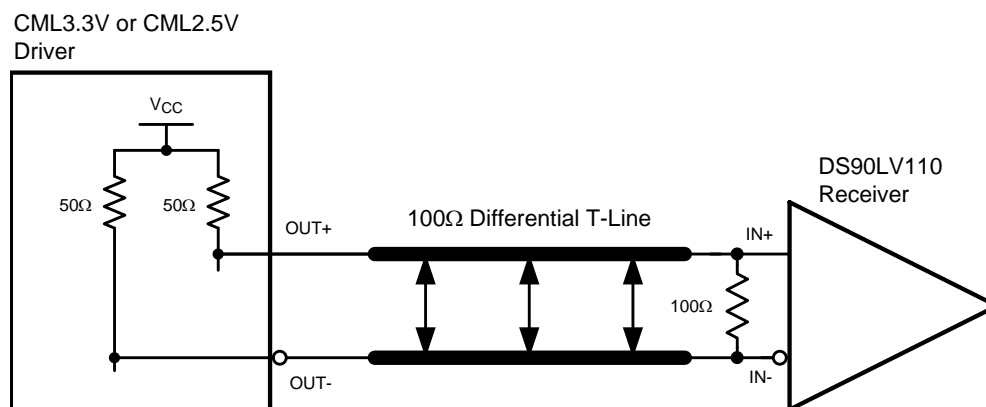 CML3.3V or CML2.5V
Driver
VCC
50Ω
50Ω
OUT+
100Ω Differential T-Line
IN+
DS90LV110
Receiver
100Ω
OUT-
IN-